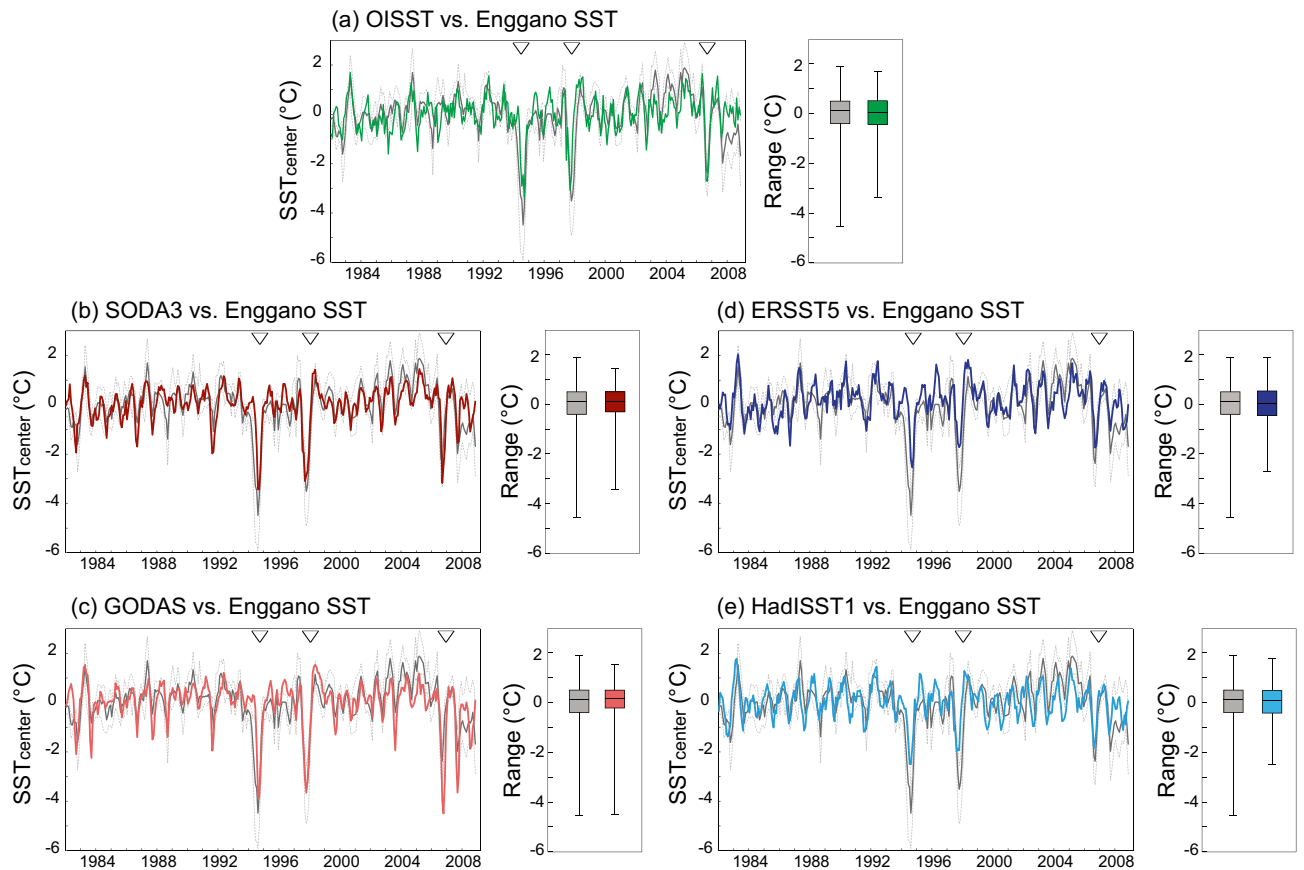 (a) OISST vs. Enggano SST
SSTcenter (°C)
2
0
-2
-4
-6
1984 1988 1992 1996 2000 2004 2008
Range (°C)
2
0
-2
-4
-6
(b) SODA3 vs. Enggano SST
SSTcenter (°C)
2
0
-2
-4
-6
1984 1988 1992 1996 2000 2004 2008
Range (°C)
2
0
2
-4
-6
(d) ERSST5 vs. Enggano SST
SSTcenter (°C)
2
0
-2
-4
-6
1984 1988 1992 1996 2000 2004 2008
Range (°C)
2
0
2
-4
-6
(c) GODAS vs. Enggano SST
SSTcenter (°C)
2
0
-2
-4
-6
1984 1988 1992 1996 2000 2004 2008
Range (°C)
2
0
-2
-4
-6
(e) HadISST1 vs. Enggano SST
SSTcenter (°C)
2
0
-2
-4
-6
1984 1988 1992 1996 2000 2004 2008
Range (°C)
2
0
-2
-4
-6